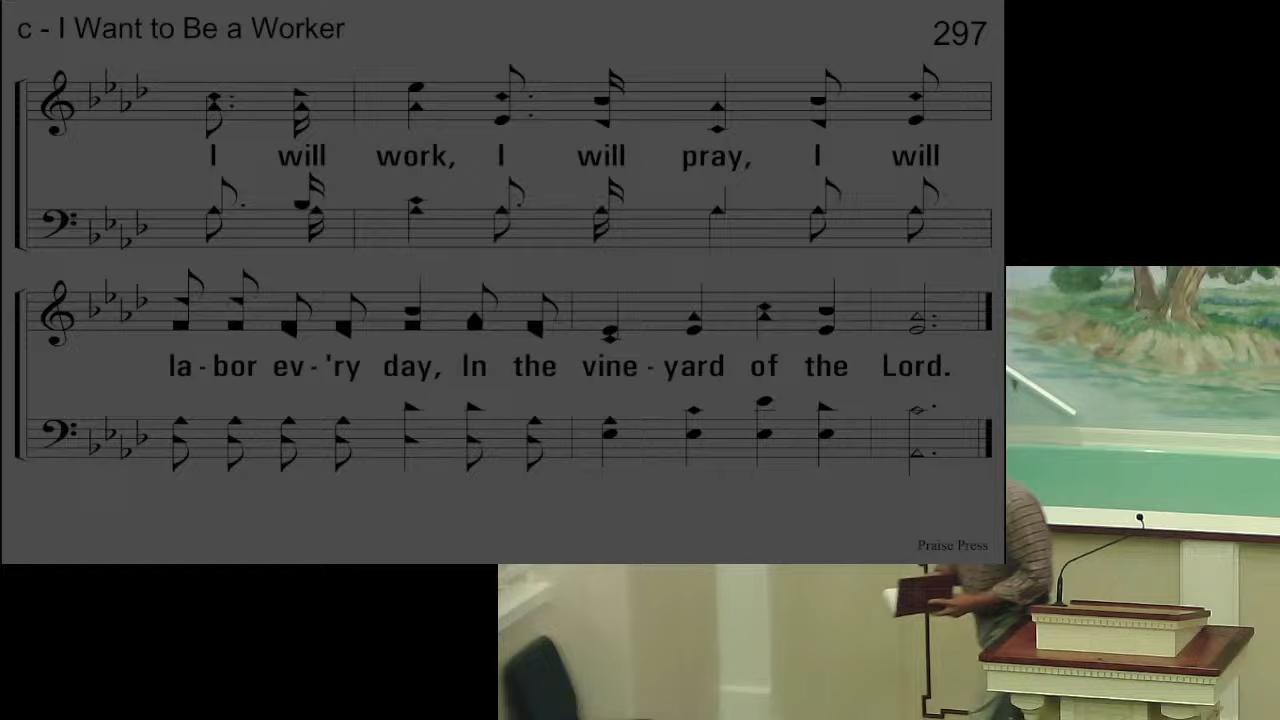 c - I Want to Be a Worker
297
I will work, I will pray, I will
la - bor ev - 'ry day, In the vine - yard of the Lord.
Praise Press